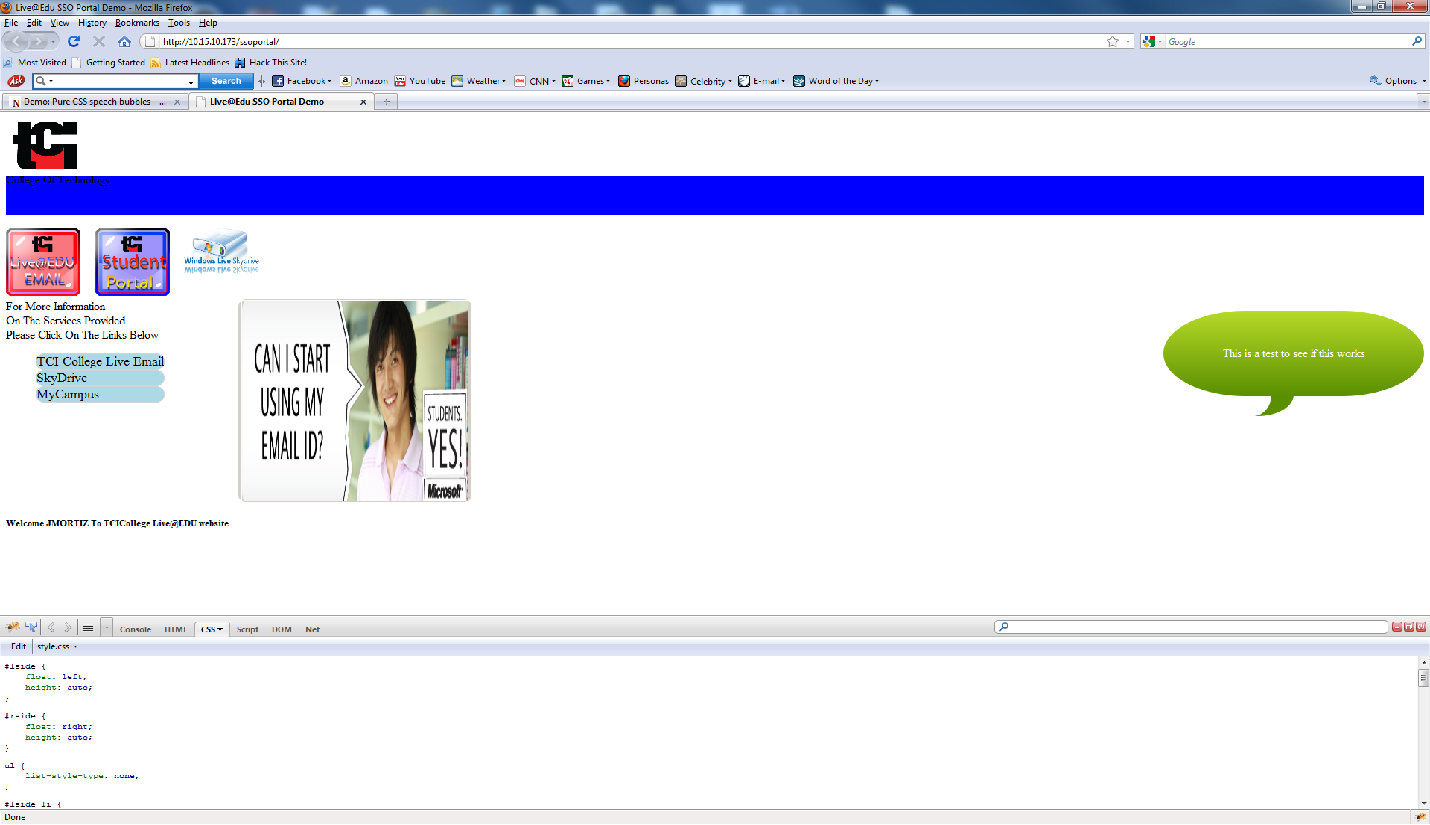 Live@Edu SSO Portal Demo - Mozilla Firefox
File Edit View History Bookmarks Tools Help
http://10.15.10.173/ssoportal/
Google
Most Visited Getting Started Latest Headlines Hack This Site!
Ask Search Facebook Amazon YouTube Weather CNN Games Personas Celebrity E-mail Word of the Day Options
Demo: Pure CSS speech bubbles ... Live@Edu SSO Portal Demo
tci
College Of Technology
tci tci
Live@EDU Student Windows Live Skydrive
EMAIL Portal
For More Information
On The Services Provided
Please Click On The Links Below
TCI College Live Email
SkyDrive
MyCampus
CAN I START
USING MY
EMAIL ID?
STUDENTS,
YES!
Microsoft
This is a test to see if this works
Welcome JMORTIZ To TCICollege Live@EDU website
Console HTML CSS Script DOM Net
Edit style.css
#lside {
float: left;
height: auto;
}
#rside {
float: right;
height: auto;
}
ul {
list-style-type: none;
}
#lside li {
Done